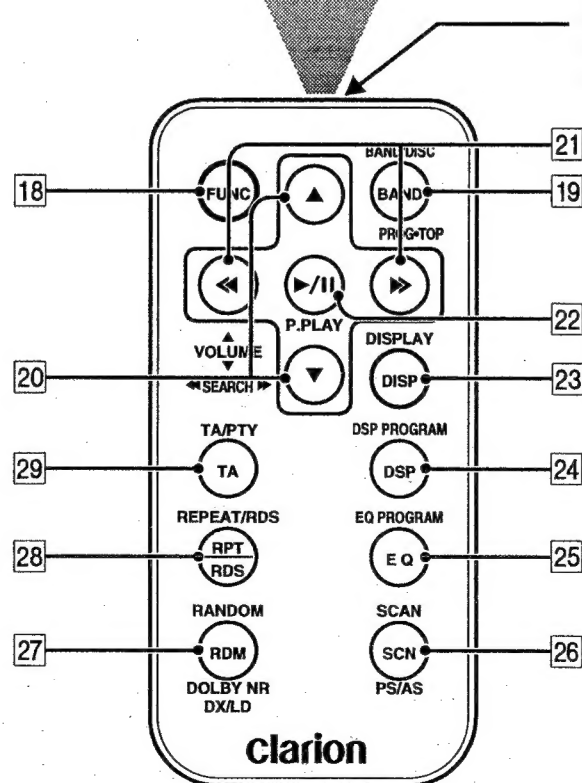 BAND/DISC
21
18
FUNC
▲
BAND
19
PROG•TOP
◀◀
▶/II
▶▶
22
P.PLAY
DISPLAY
▲
VOLUME
▼
◀◀ SEARCH ▶▶
20
▼
DISP
23
TA/PTY
DSP PROGRAM
29
TA
DSP
24
REPEAT/RDS
EQ PROGRAM
28
RPT
RDS
E Q
25
RANDOM
SCAN
27
RDM
SCN
26
DOLBY NR
DX/LD
PS/AS
clarion